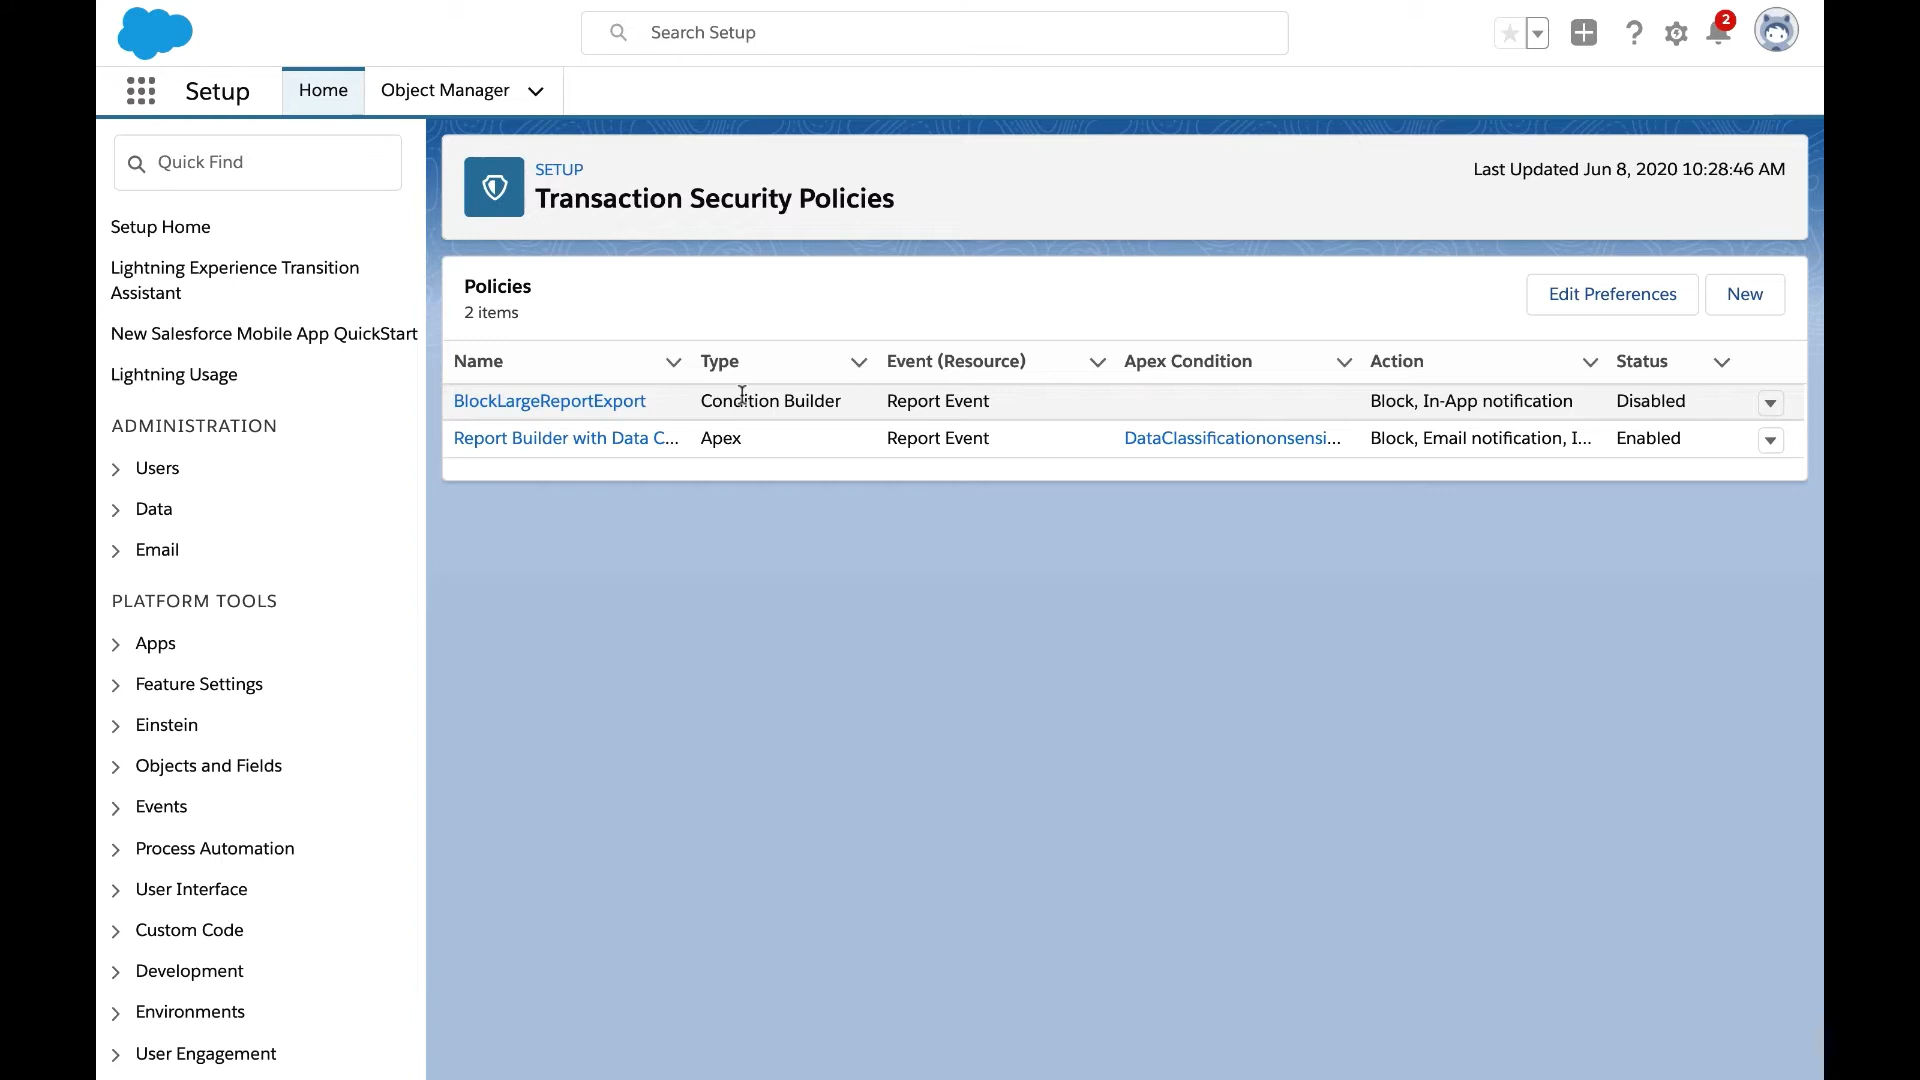 Search Setup
2
Setup
Home
Object Manager
Quick Find
Setup Home
Lightning Experience Transition
Assistant
New Salesforce Mobile App QuickStart
Lightning Usage
ADMINISTRATION
Users
Data
Email
PLATFORM TOOLS
Apps
Feature Settings
Einstein
Objects and Fields
Events
Process Automation
User Interface
Custom Code
Development
Environments
User Engagement
SETUP
Transaction Security Policies
Last Updated Jun 8, 2020 10:28:46 AM
Policies
2 items
Edit Preferences
New
Name Type Event (Resource) Apex Condition Action Status
BlockLargeReportExport Condition Builder Report Event Block, In-App notification Disabled
Report Builder with Data C... Apex Report Event DataClassificationonsensi... Block, Email notification, I... Enabled